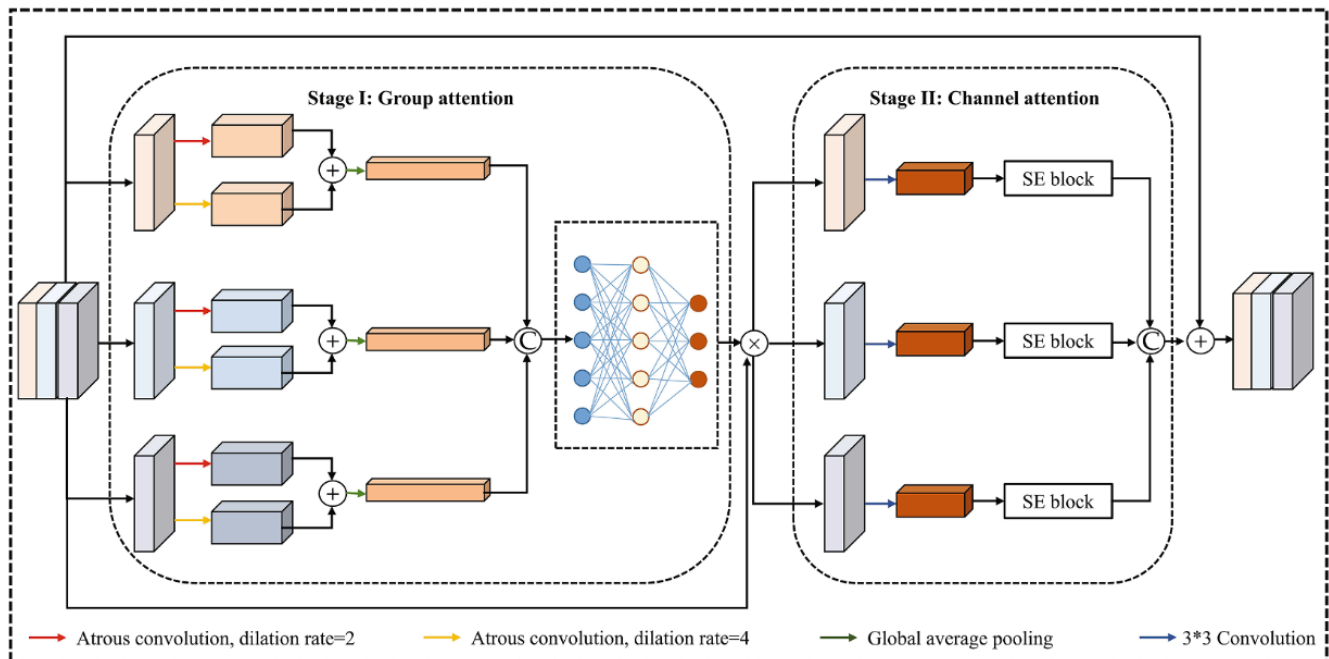 Stage I: Group attention
Stage II: Channel attention
+
SE block
+
C
×
SE block
C
+
+
SE block
Atrous convolution, dilation rate=2
Atrous convolution, dilation rate=4
Global average pooling
3*3 Convolution